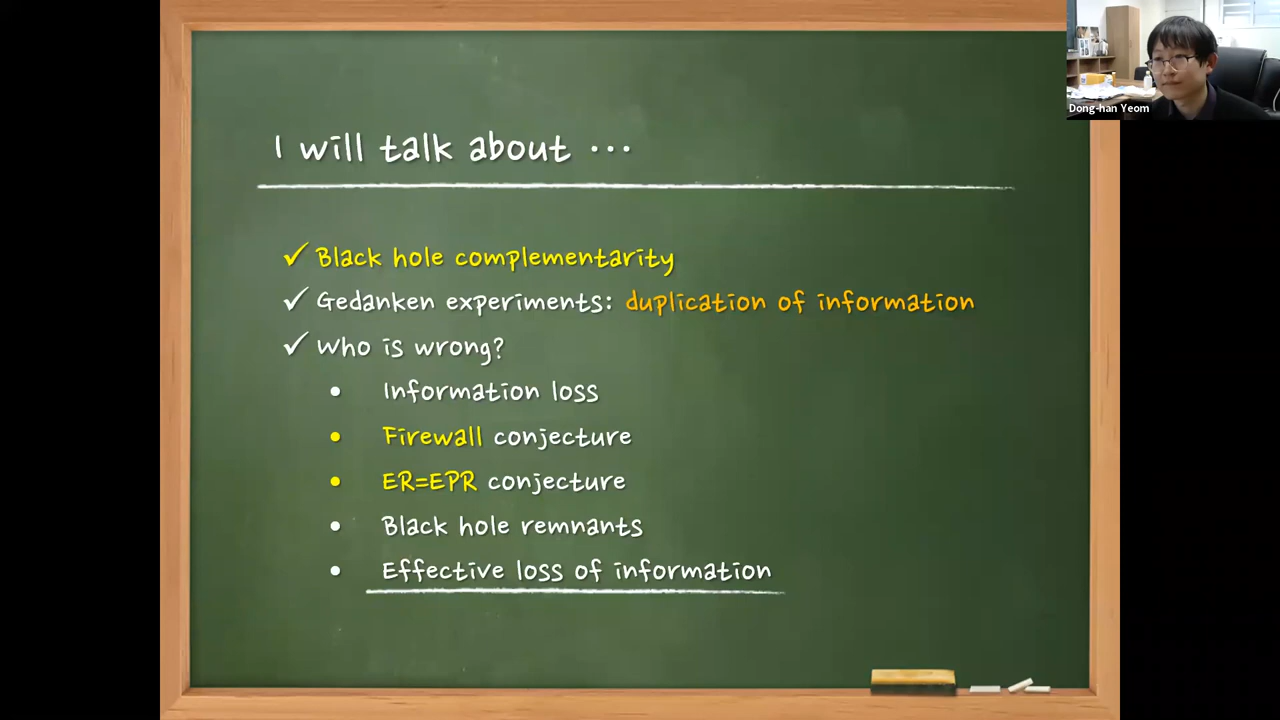 I will talk about ...
Dong-han Yeom
✓ Black hole complementarity
✓ Gedanken experiments: duplication of information
✓ Who is wrong?
• Information loss
• Firewall conjecture
• ER=EPR conjecture
• Black hole remnants
• Effective loss of information